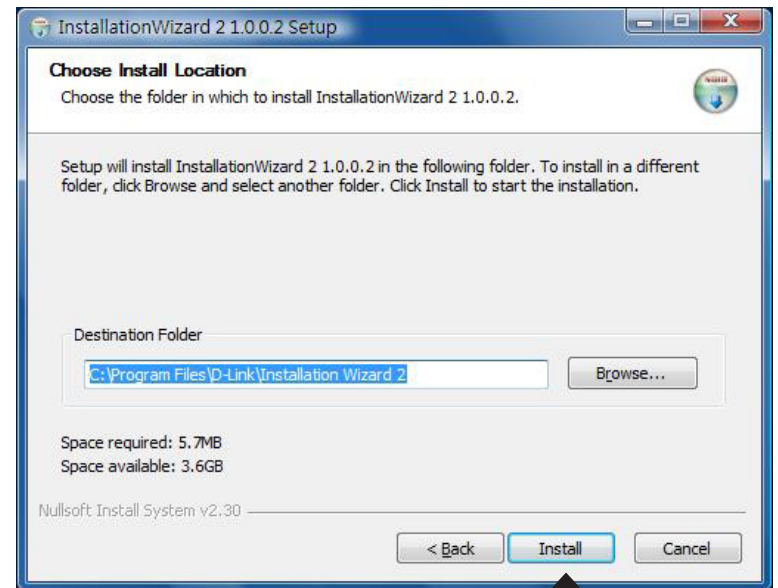 InstallationWizard 2 1.0.0.2 Setup
Choose Install Location
Choose the folder in which to install InstallationWizard 2 1.0.0.2.
Setup will install InstallationWizard 2 1.0.0.2 in the following folder. To install in a different
folder, click Browse and select another folder. Click Install to start the installation.
Destination Folder
C:\Program Files\D-Link\Installation Wizard 2
Browse...
Space required: 5.7MB
Space available: 3.6GB
Nullsoft Install System v2.30
< Back
Install
Cancel